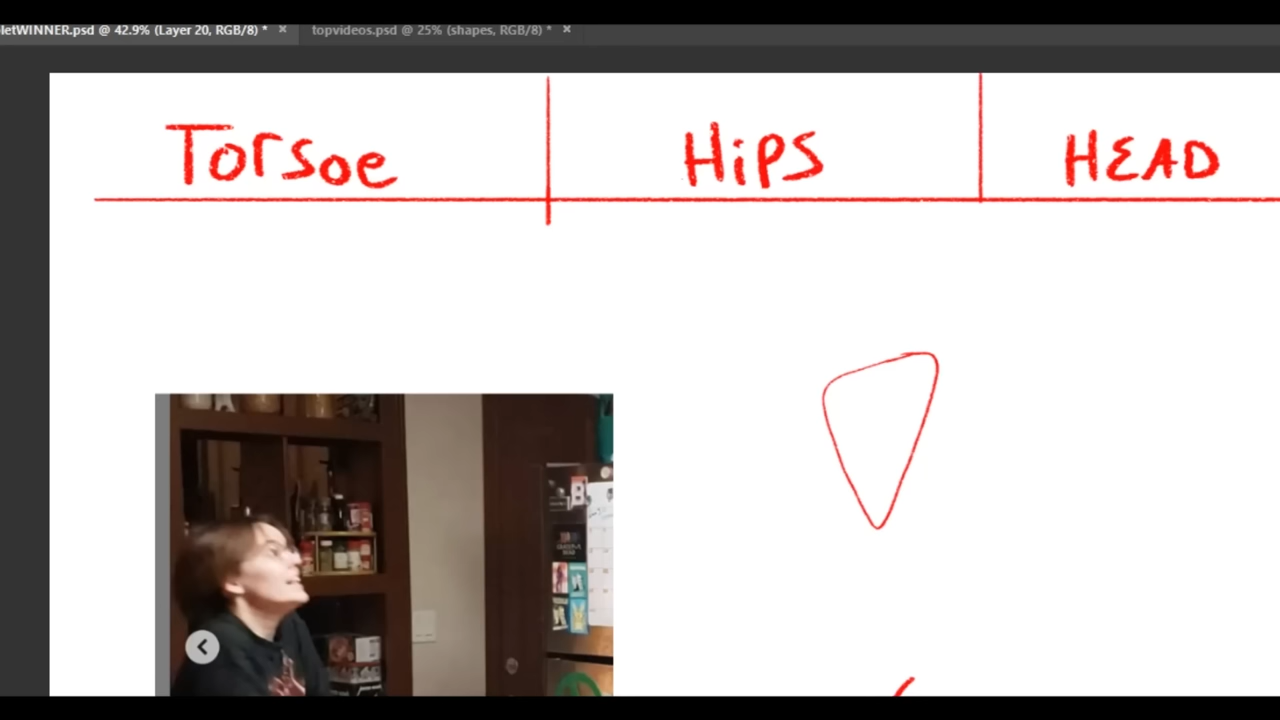 letWINNER.psd @ 42.9% (Layer 20, RGB/8) * × topvideos.psd @ 25% (shapes, RGB/8) * ×
Torsoe HiPS HEAD